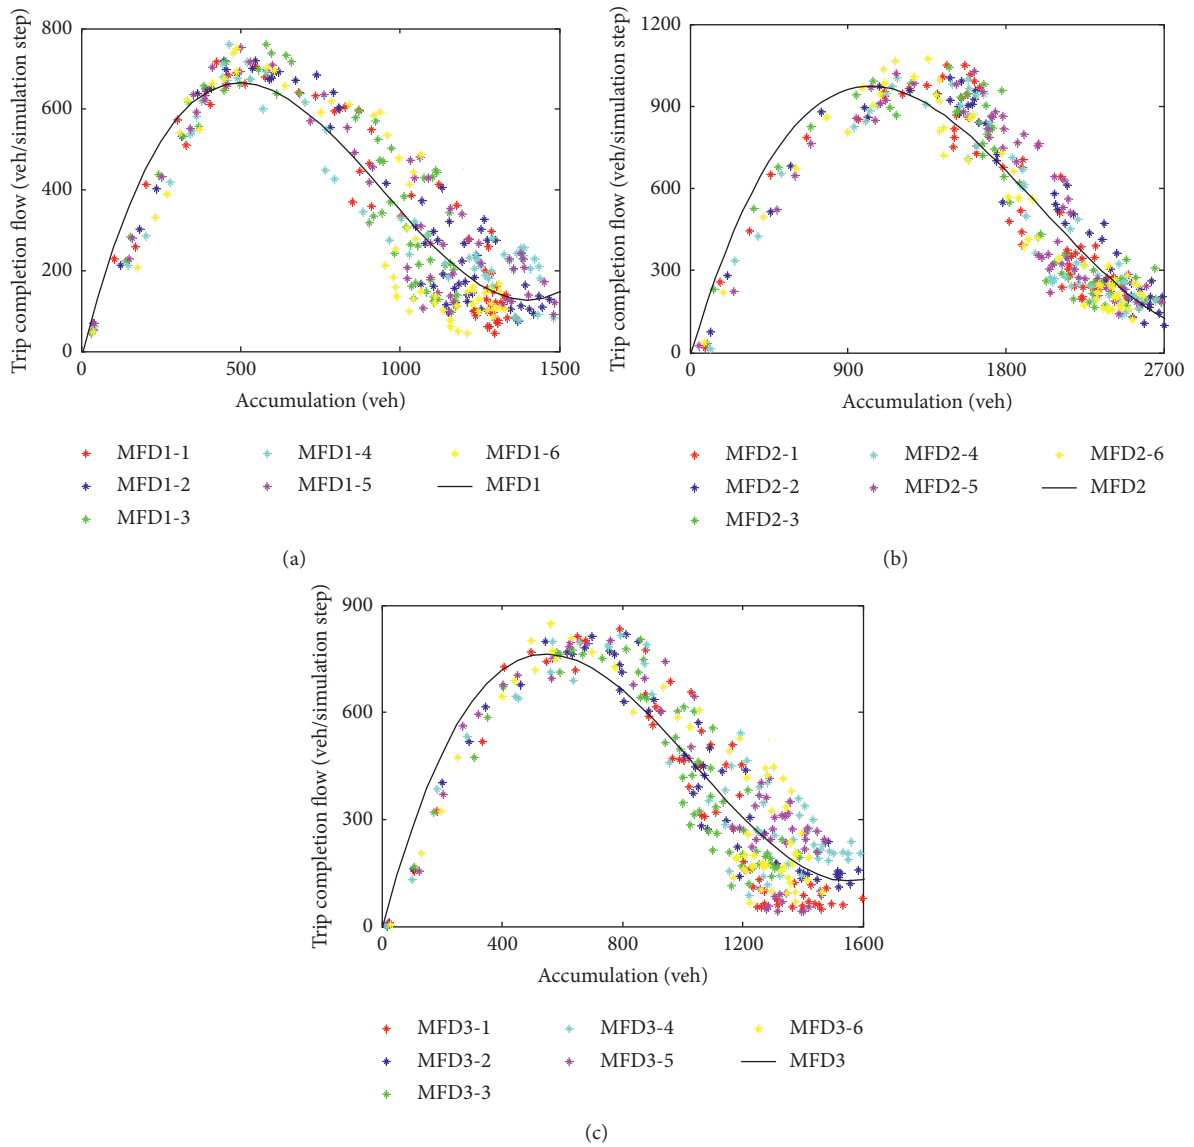 Trip completion flow (veh/simulation step)
800
600
400
200
0
0 500 1000 1500
Accumulation (veh)
MFD1-1 MFD1-4 MFD1-6
MFD1-2 MFD1-5 MFD1
MFD1-3
(a)
Trip completion flow (veh/simulation step)
1200
900
600
300
0
0 900 1800 2700
Accumulation (veh)
MFD2-1 MFD2-4 MFD2-6
MFD2-2 MFD2-5 MFD2
MFD2-3
(b)
Trip completion flow (veh/simulation step)
900
600
300
0
0 400 800 1200 1600
Accumulation (veh)
MFD3-1 MFD3-4 MFD3-6
MFD3-2 MFD3-5 MFD3
MFD3-3
(c)